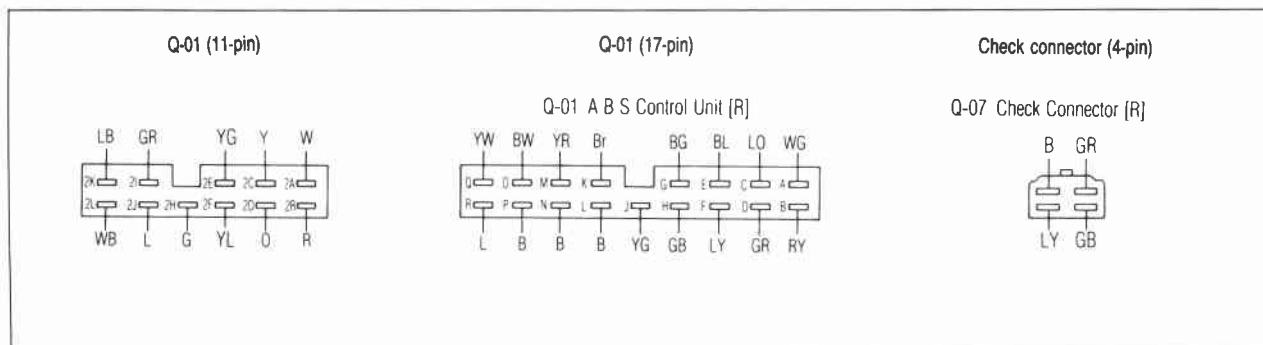 Q-01 (11-pin) Q-01 (17-pin) Check connector (4-pin)
Q-01 A B S Control Unit [R] Q-07 Check Connector [R]
LB GR YG Y W YW BW YR Br BG BL LO WG B GR
2K 2I 2E 2C 2A Q O M K G E C A
2L 2J 2H 2F 2D 2B R P N L J H F D B
WB L G YL O R L B B B YG GB LY GR RY LY GB